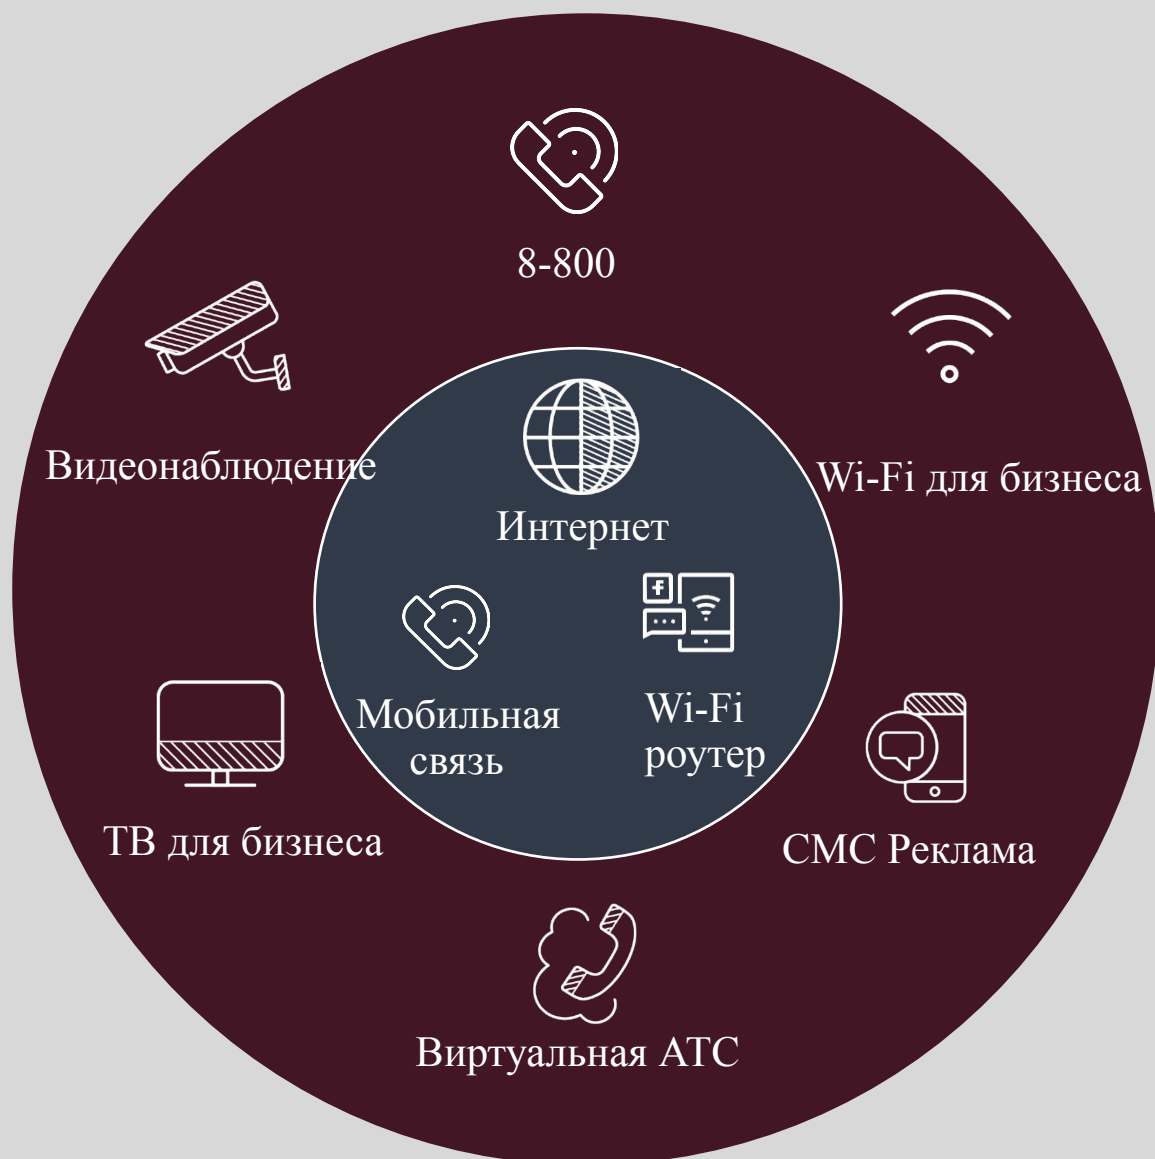 8-800
Видеонаблюдение
Wi-Fi для бизнеса
Интернет
Мобильная
связь
Wi-Fi
роутер
ТВ для бизнеса
СМС Реклама
Виртуальная АТС